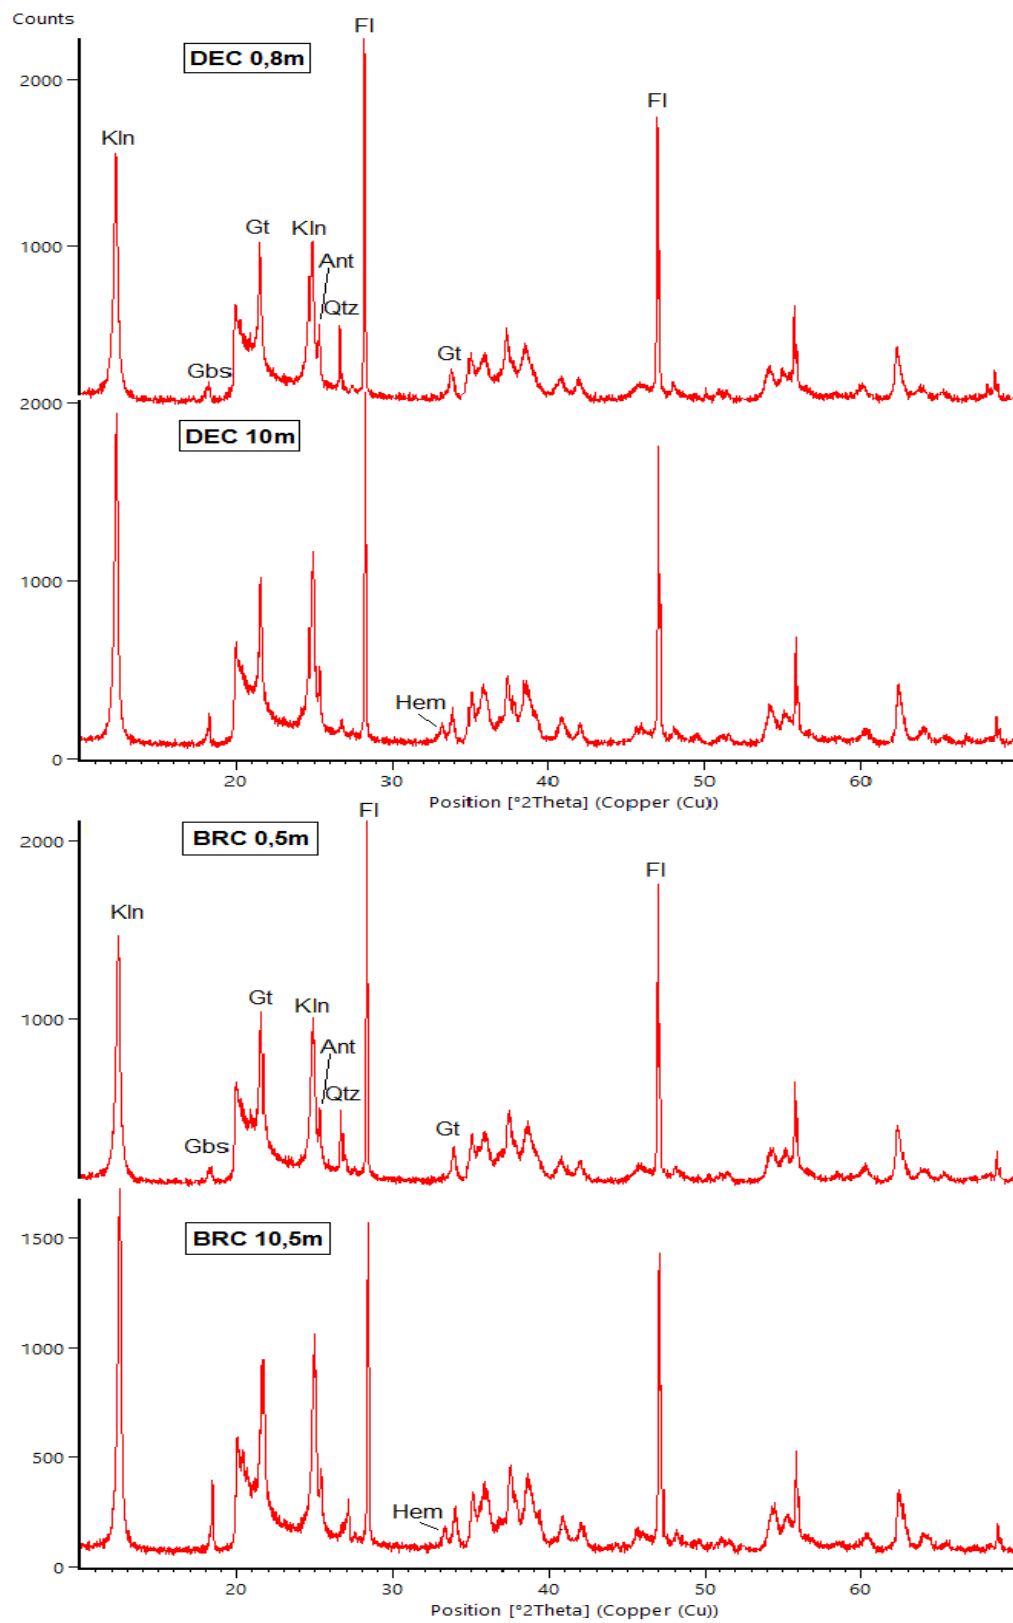 Counts
Fl
DEC 0,8m
2000
Fl
Kln
1000
Gt
Kln
Ant
Qtz
Gbs
Gt
2000
DEC 10m
1000
Hem
0
20
30
40
50
60
Position [°2Theta] (Copper (Cu))
Fl
BRC 0,5m
2000
Fl
Kln
Gt
Kln
1000
Ant
Qtz
Gbs
Gt
BRC 10,5m
1500
1000
500
Hem
0
20
30
40
50
60
Position [°2Theta] (Copper (Cu))